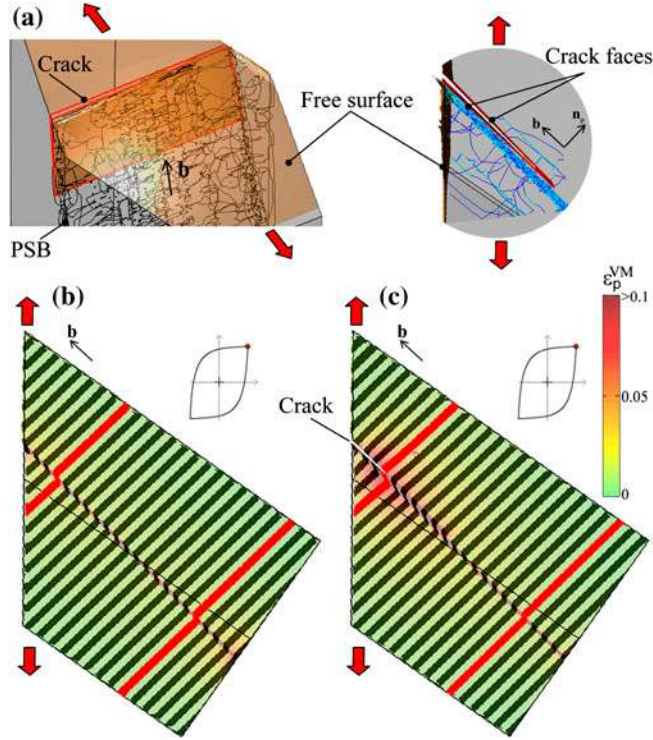 (a)
Crack
Crack faces
Free surface
b
n
b
PSB
(b)
(c)
ε_p^VM
>0.1
b
b
Crack
0.05
0